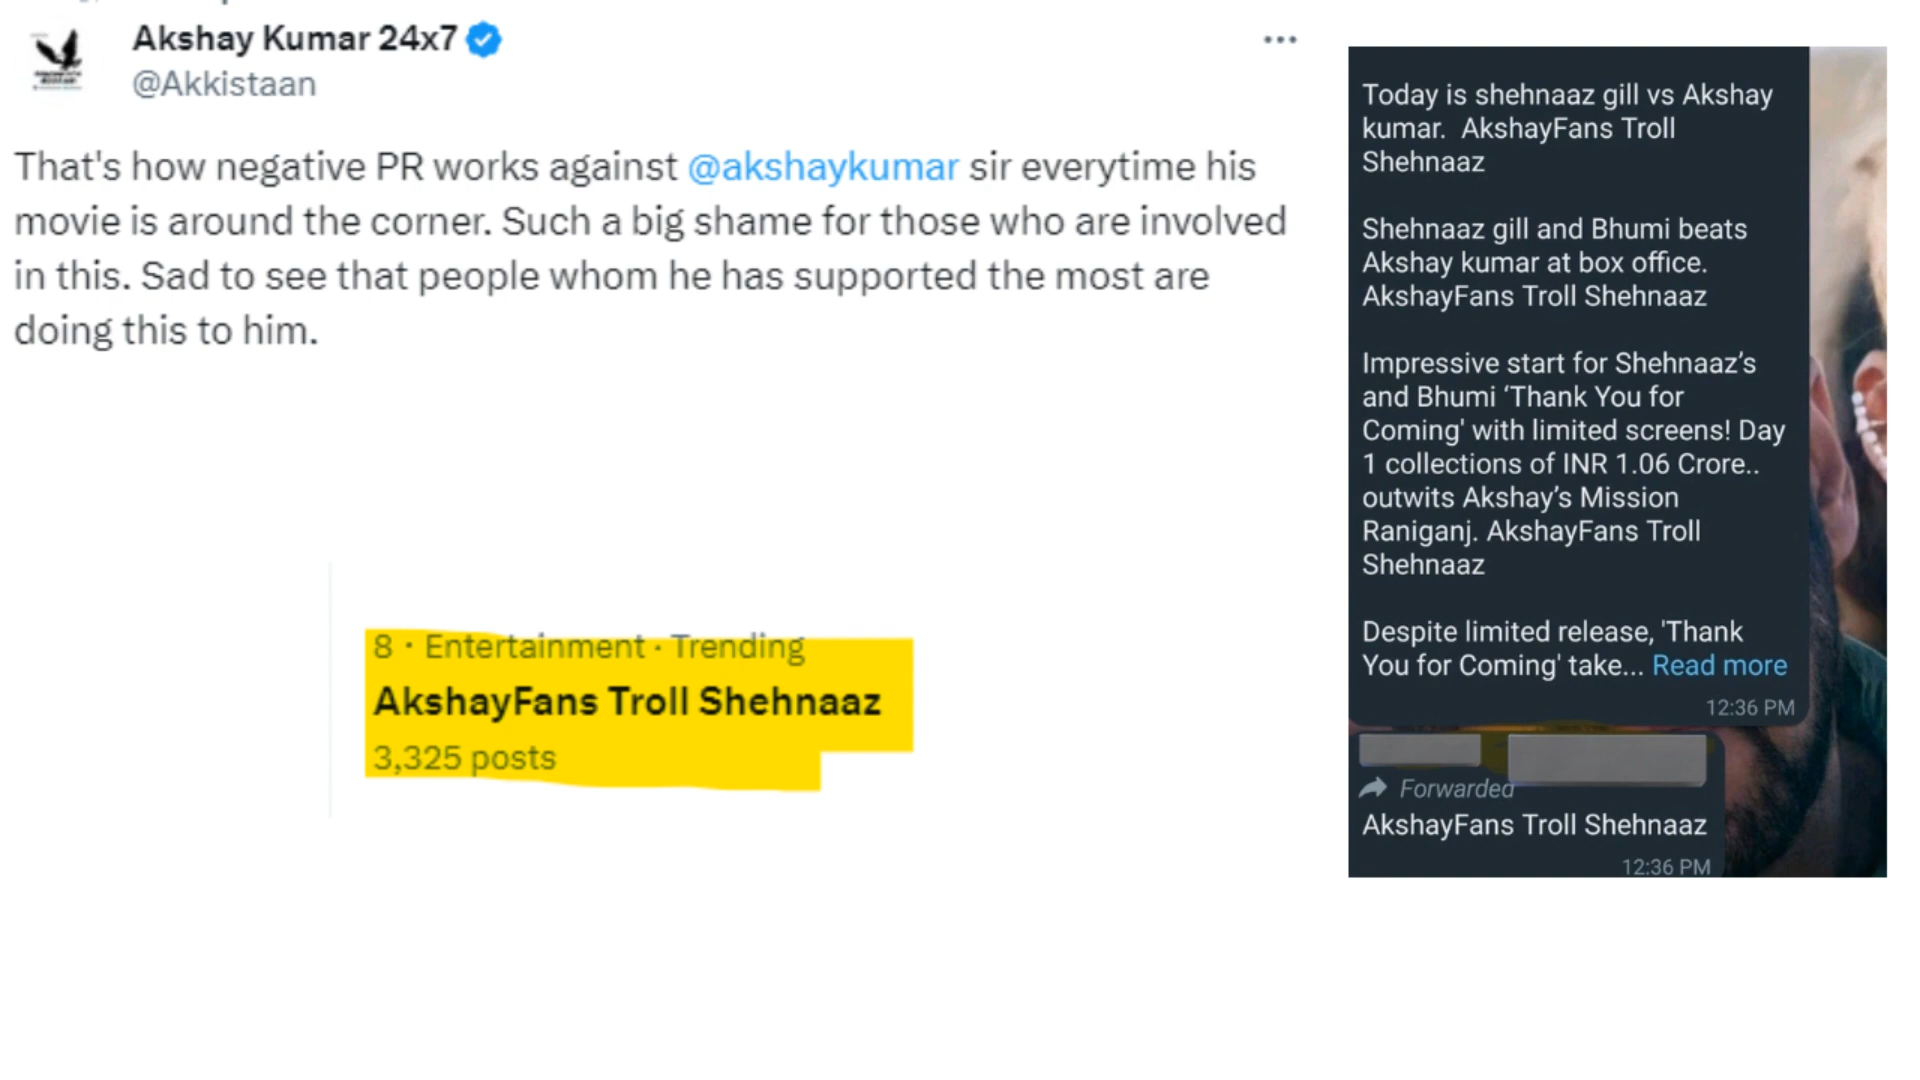 Akshay Kumar 24x7
@Akkistaan
That's how negative PR works against @akshaykumar sir everytime his
movie is around the corner. Such a big shame for those who are involved
in this. Sad to see that people whom he has supported the most are
doing this to him.
8 · Entertainment · Trending
AkshayFans Troll Shehnaaz
3,325 posts
Today is shehnaaz gill vs Akshay
kumar.  AkshayFans Troll
Shehnaaz
Shehnaaz gill and Bhumi beats
Akshay kumar at box office.
AkshayFans Troll Shehnaaz
Impressive start for Shehnaaz’s
and Bhumi ‘Thank You for
Coming' with limited screens! Day
1 collections of INR 1.06 Crore..
outwits Akshay’s Mission
Raniganj. AkshayFans Troll
Shehnaaz
Despite limited release, 'Thank
You for Coming' take... Read more
12:36 PM
Forwarded
AkshayFans Troll Shehnaaz
12:36 PM